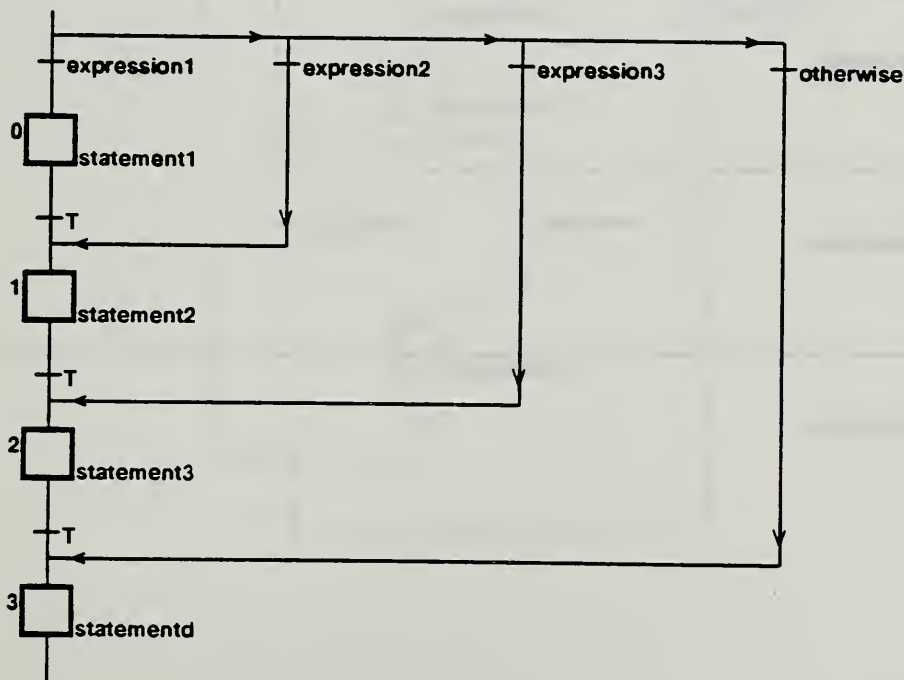 expression1
expression2
expression3
otherwise
0
statement1
T
1
statement2
T
2
statement3
T
3
statementd